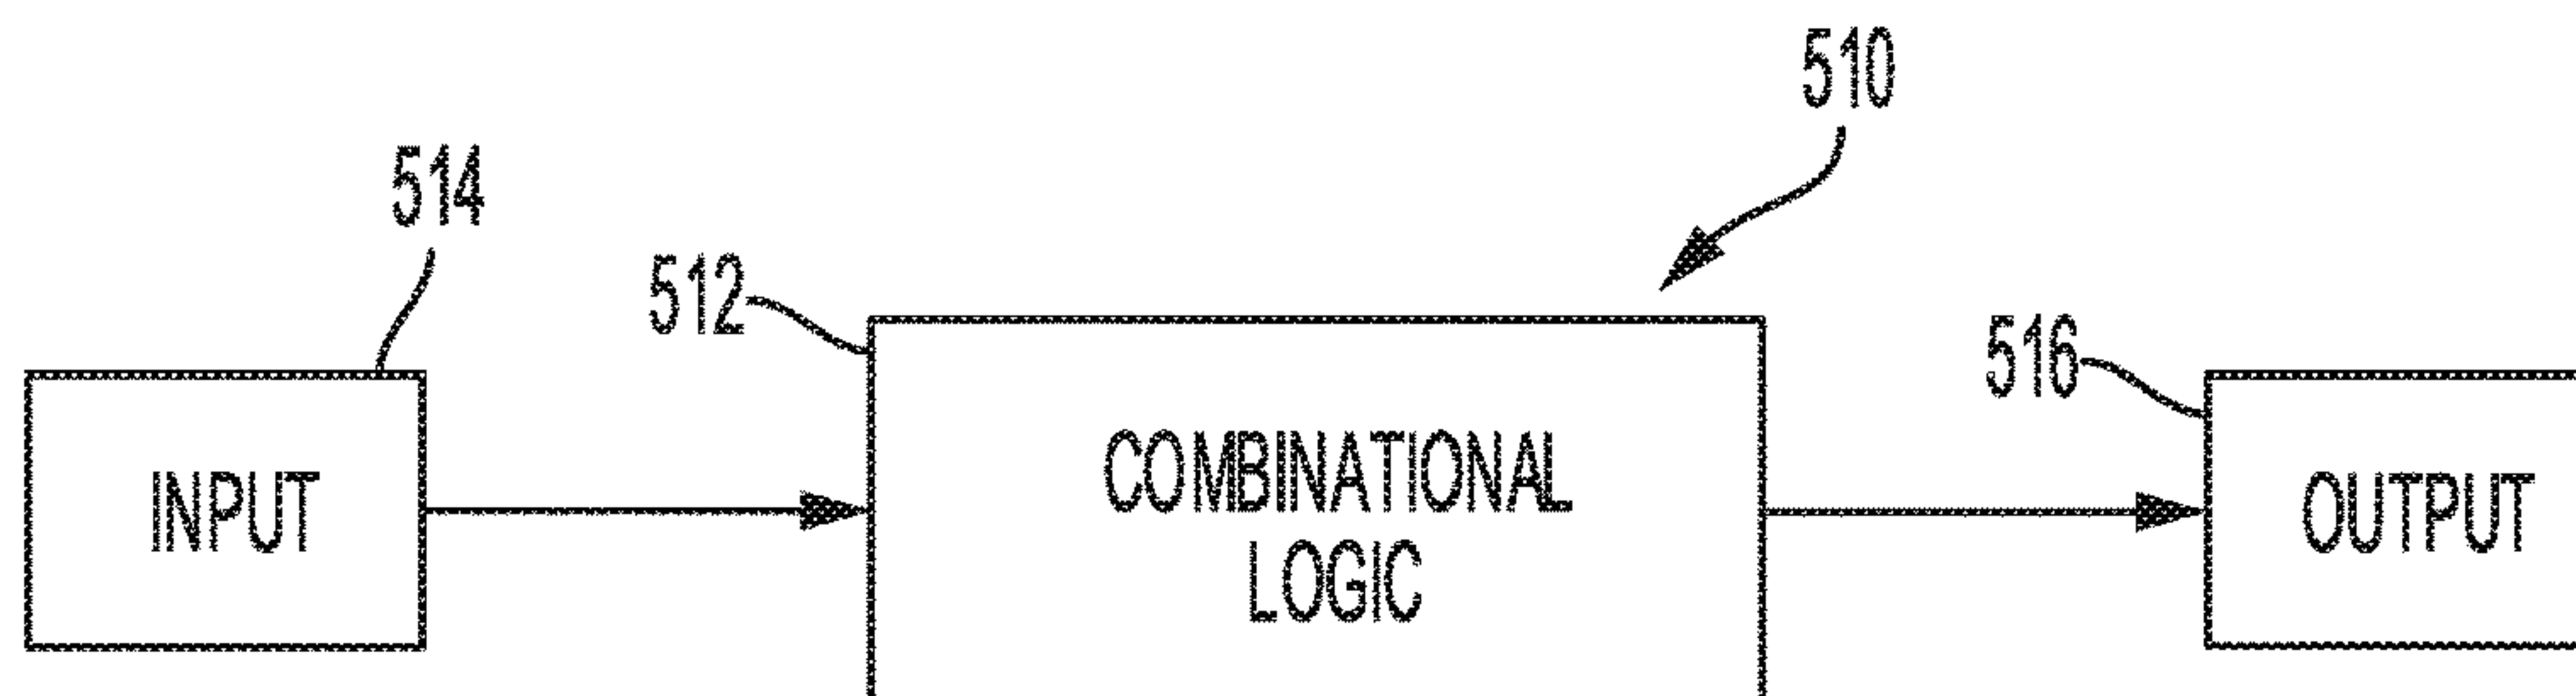 510
514
512
516
INPUT
COMBINATIONAL
LOGIC
OUTPUT